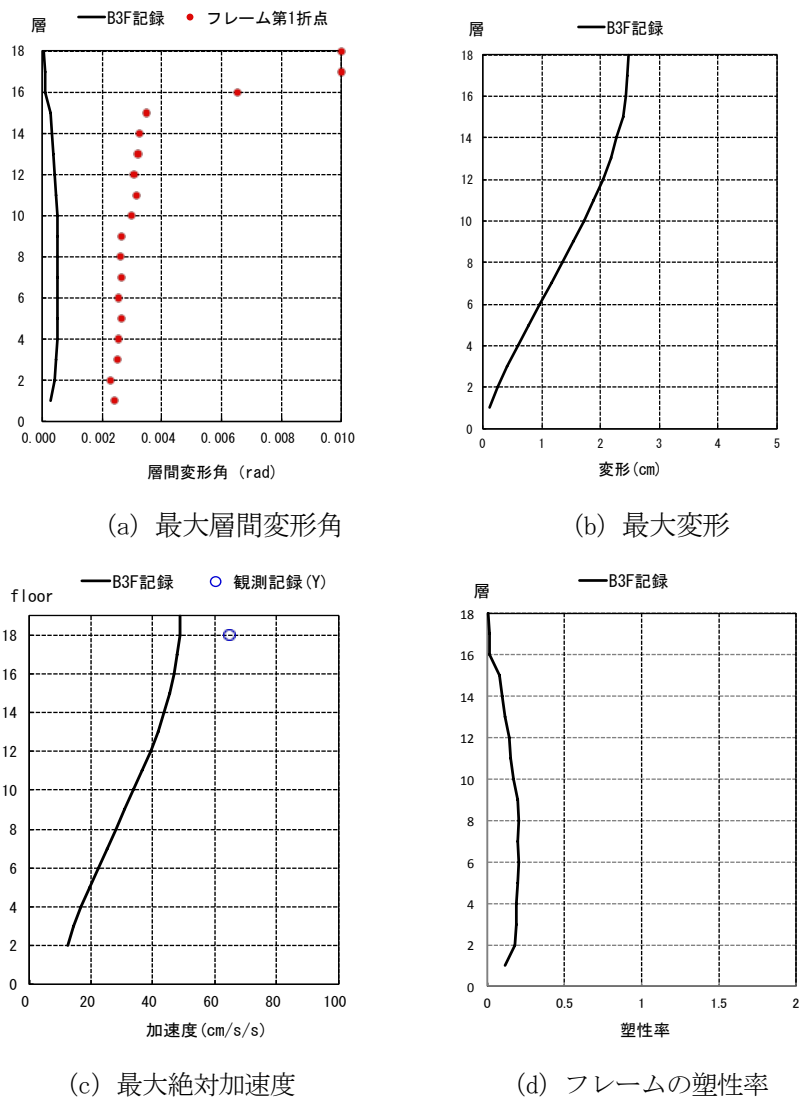 層 B3F記録 フレーム第1折点
18
16
14
12
10
8
6
4
2
0
0.000 0.002 0.004 0.006 0.008 0.010
層間変形角 (rad)
(a) 最大層間変形角
層 B3F記録
18
16
14
12
10
8
6
4
2
0
0 1 2 3 4 5
変形(cm)
(b) 最大変形
floor B3F記録 観測記録(Y)
18
16
14
12
10
8
6
4
2
0
0 20 40 60 80 100
加速度(cm/s/s)
(c) 最大絶対加速度
層 B3F記録
18
16
14
12
10
8
6
4
2
0
0 0.5 1 1.5 2
塑性率
(d) フレームの塑性率